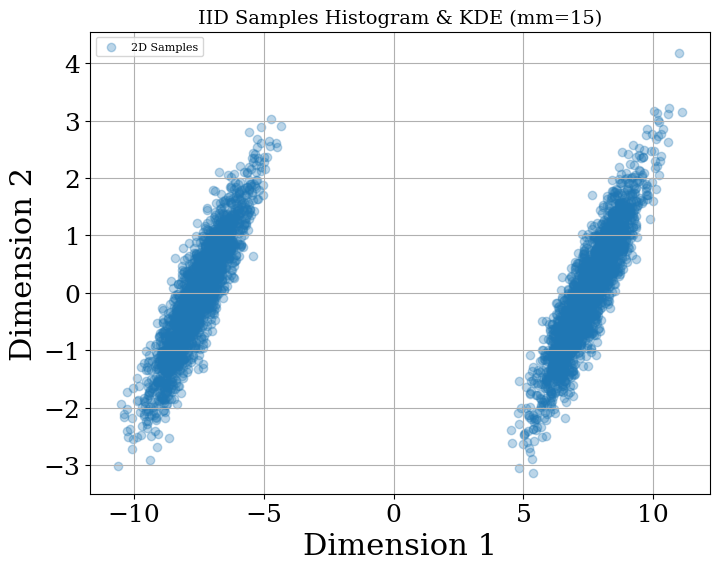 IID Samples Histogram & KDE (mm=15)
2D Samples
4
3
2
1
0
−1
−2
−3
Dimension 2
−10 −5 0 5 10
Dimension 1